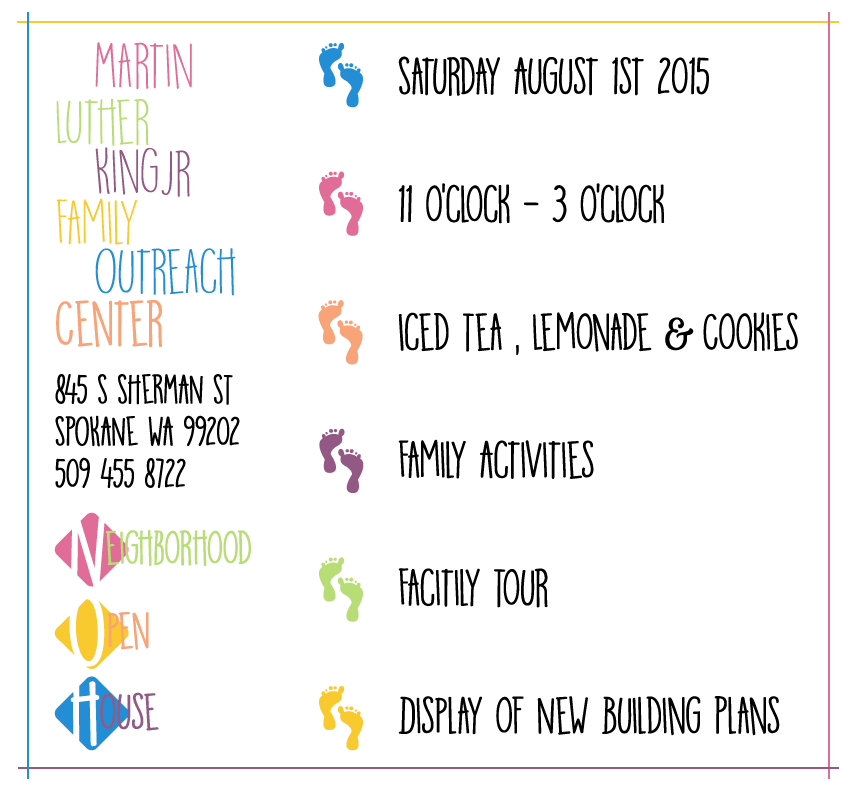 MARTIN
LUTHER
KING JR
FAMILY
OUTREACH
CENTER
845 S SHERMAN ST
SPOKANE WA 99202
509 455 8722
NEIGHBORHOOD
OPEN
HOUSE
SATURDAY AUGUST 1ST 2015
11 O'CLOCK - 3 O'CLOCK
ICED TEA , LEMONADE & COOKIES
FAMILY ACTIVITIES
FACITILY TOUR
DISPLAY OF NEW BUILDING PLANS